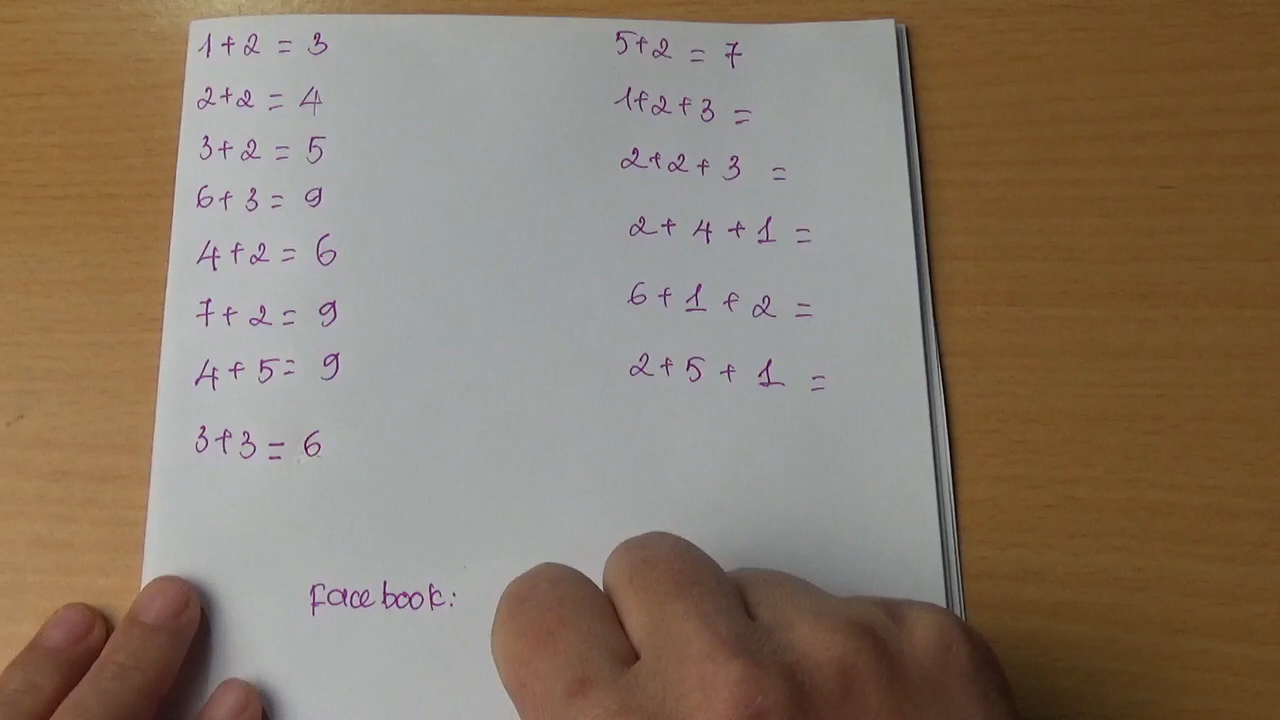 1+2 = 3
2+2 = 4
3+2 = 5
6+3 = 9
4+2 = 6
7+2 = 9
4+5 = 9
3+3 = 6
5+2 = 7
1+2+3 =
2+2+3 =
2+4+1 =
6+1+2 =
2+5+1 =
facebook: